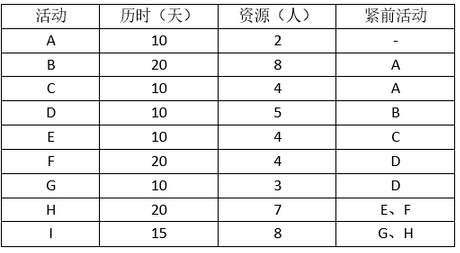 活动 历时（天） 资源（人） 紧前活动
A 10 2 -
B 20 8 A
C 10 4 A
D 10 5 B
E 10 4 C
F 20 4 D
G 10 3 D
H 20 7 E、F
I 15 8 G、H